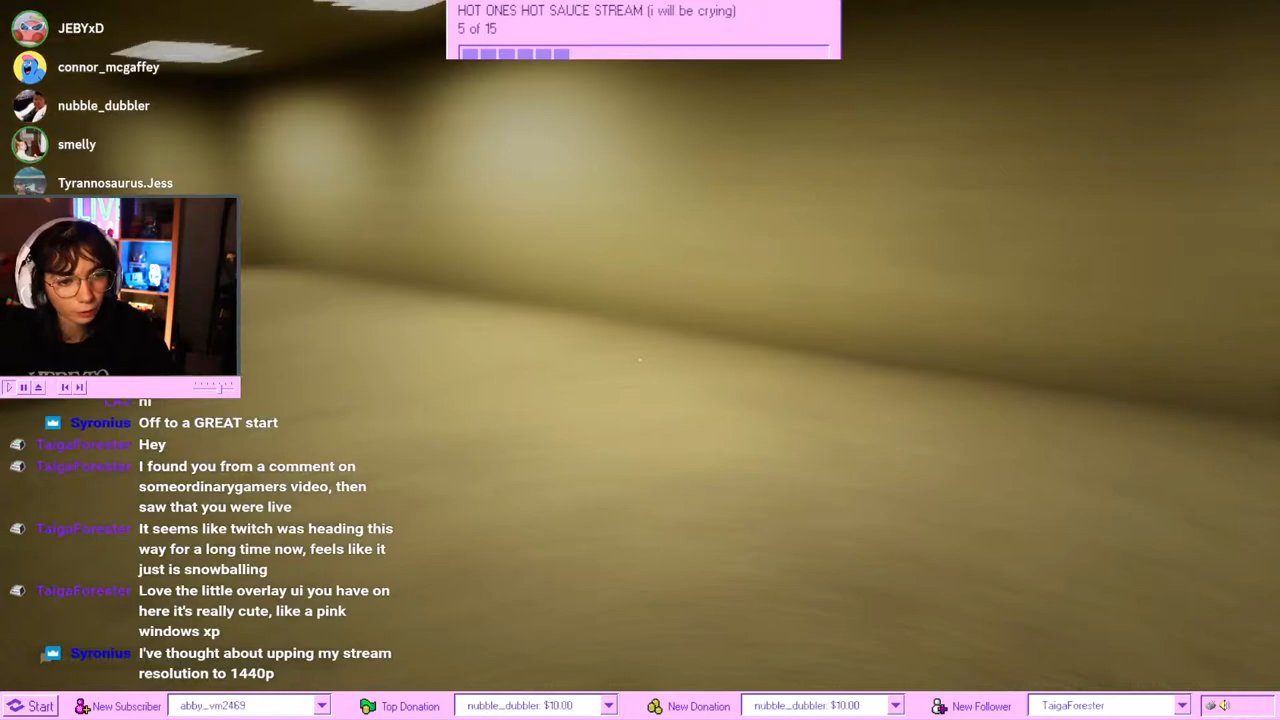 HOT ONES HOT SAUCE STREAM (i will be crying)
5 of 15
JEBYxD
connor_mcgaffey
nubble_dubbler
smelly
Tyrannosaurus.Jess
LIV
hi
Syronius Off to a GREAT start
TaigaForester Hey
TaigaForester I found you from a comment on
someordinarygamers video, then
saw that you were live
TaigaForester It seems like twitch was heading this
way for a long time now, feels like it
just is snowballing
TaigaForester Love the little overlay ui you have on
here it's really cute, like a pink
windows xp
Syronius I've thought about upping my stream
resolution to 1440p
Start New Subscriber abby_vm2469 Top Donation nubble_dubbler: $10.00 New Donation nubble_dubbler: $10.00 New Follower TaigaForester